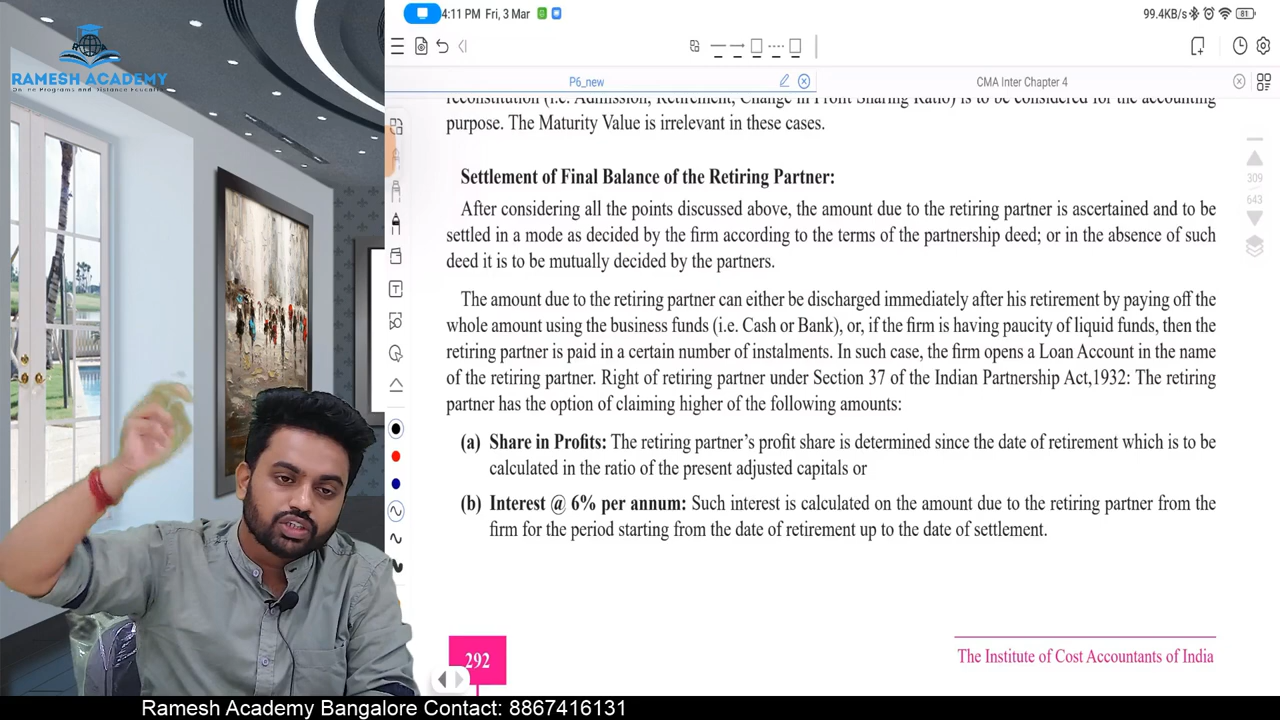 RAMESH ACADEMY
Online Programs and Distance Education
4:11 PM Fri, 3 Mar
99.4KB/s
81
P6_new
CMA Inter Chapter 4
reconstitution (i.e. Admission, Retirement, Change in Profit Sharing Ratio) is to be considered for the accounting
purpose. The Maturity Value is irrelevant in these cases.
Settlement of Final Balance of the Retiring Partner:
After considering all the points discussed above, the amount due to the retiring partner is ascertained and to be
settled in a mode as decided by the firm according to the terms of the partnership deed; or in the absence of such
deed it is to be mutually decided by the partners.
The amount due to the retiring partner can either be discharged immediately after his retirement by paying off the
whole amount using the business funds (i.e. Cash or Bank), or, if the firm is having paucity of liquid funds, then the
retiring partner is paid in a certain number of instalments. In such case, the firm opens a Loan Account in the name
of the retiring partner. Right of retiring partner under Section 37 of the Indian Partnership Act,1932: The retiring
partner has the option of claiming higher of the following amounts:
(a) Share in Profits: The retiring partner's profit share is determined since the date of retirement which is to be
calculated in the ratio of the present adjusted capitals or
(b) Interest @ 6% per annum: Such interest is calculated on the amount due to the retiring partner from the
firm for the period starting from the date of retirement up to the date of settlement.
309
643
292
The Institute of Cost Accountants of India
Ramesh Academy Bangalore Contact: 8867416131